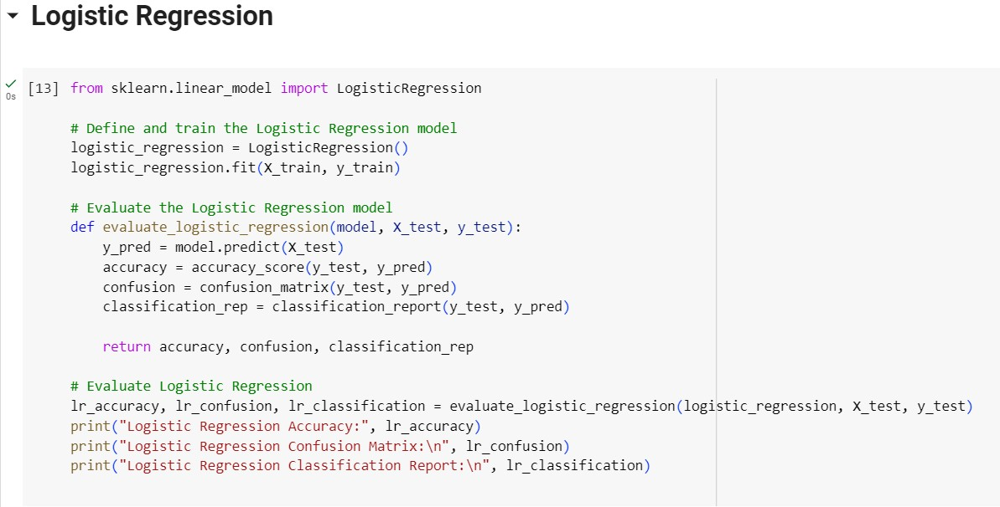 Logistic Regression
0s
[13] from sklearn.linear_model import LogisticRegression
# Define and train the Logistic Regression model
logistic_regression = LogisticRegression()
logistic_regression.fit(X_train, y_train)
# Evaluate the Logistic Regression model
def evaluate_logistic_regression(model, X_test, y_test):
    y_pred = model.predict(X_test)
    accuracy = accuracy_score(y_test, y_pred)
    confusion = confusion_matrix(y_test, y_pred)
    classification_rep = classification_report(y_test, y_pred)
    return accuracy, confusion, classification_rep
# Evaluate Logistic Regression
lr_accuracy, lr_confusion, lr_classification = evaluate_logistic_regression(logistic_regression, X_test, y_test)
print("Logistic Regression Accuracy:", lr_accuracy)
print("Logistic Regression Confusion Matrix:\n", lr_confusion)
print("Logistic Regression Classification Report:\n", lr_classification)